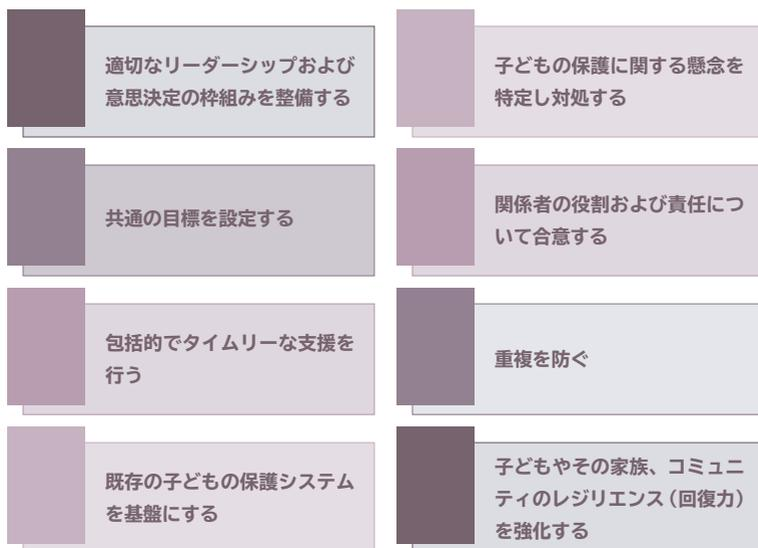 適切なリーダーシップおよび
意思決定の枠組みを整備する
子どもの保護に関する懸念を
特定し対処する
共通の目標を設定する
関係者の役割および責任につ
いて合意する
包括的でタイムリーな支援を
行う
重複を防ぐ
既存の子どもの保護システム
を基盤にする
子どもやその家族、コミュニ
ティのレジリエンス（回復力）
を強化する